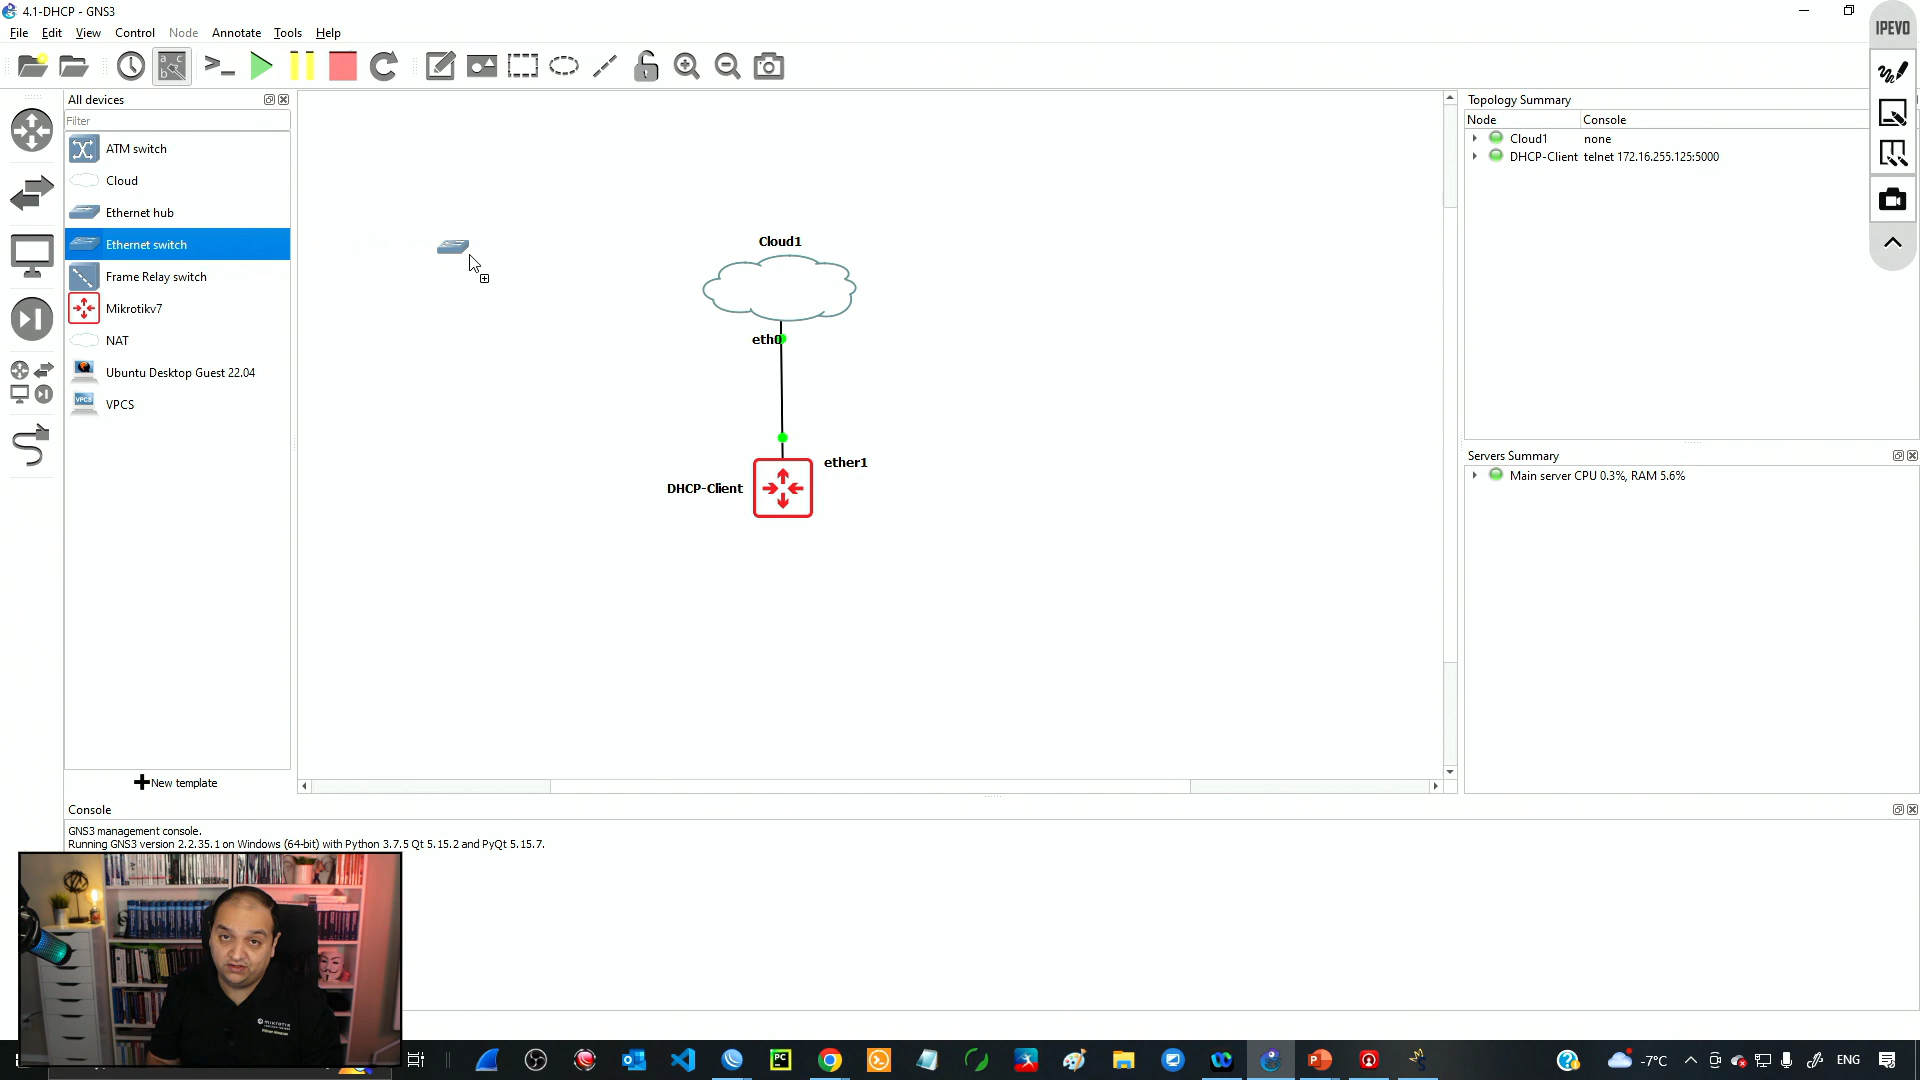 4.1-DHCP - GNS3
IPEVO
File Edit View Control Node Annotate Tools Help
All devices
Filter
ATM switch
Cloud
Ethernet hub
Ethernet switch
Frame Relay switch
Mikrotikv7
NAT
Ubuntu Desktop Guest 22.04
VPCS
New template
Cloud1
eth0
ether1
DHCP-Client
Topology Summary
Node Console
Cloud1 none
DHCP-Client telnet 172.16.255.125:5000
Servers Summary
Main server CPU 0.3%, RAM 5.6%
Console
GNS3 management console.
Running GNS3 version 2.2.35.1 on Windows (64-bit) with Python 3.7.5 Qt 5.15.2 and PyQt 5.15.7.
mikrotik
-7°C
ENG